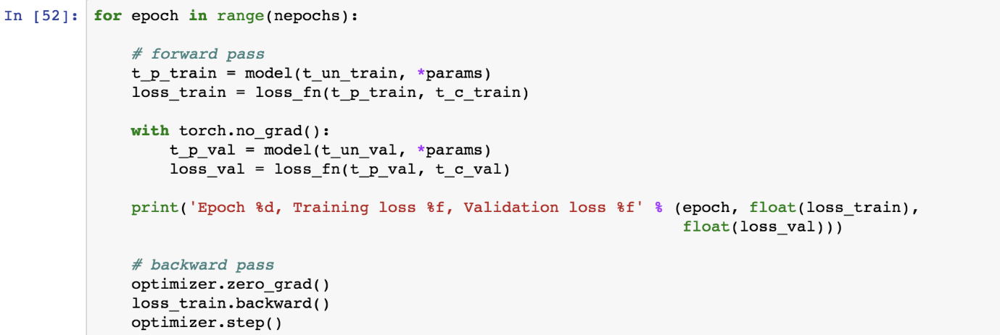 In [52]: for epoch in range(nepochs):
# forward pass
t_p_train = model(t_un_train, *params)
loss_train = loss_fn(t_p_train, t_c_train)
with torch.no_grad():
t_p_val = model(t_un_val, *params)
loss_val = loss_fn(t_p_val, t_c_val)
print('Epoch %d, Training loss %f, Validation loss %f' % (epoch, float(loss_train),
float(loss_val)))
# backward pass
optimizer.zero_grad()
loss_train.backward()
optimizer.step()